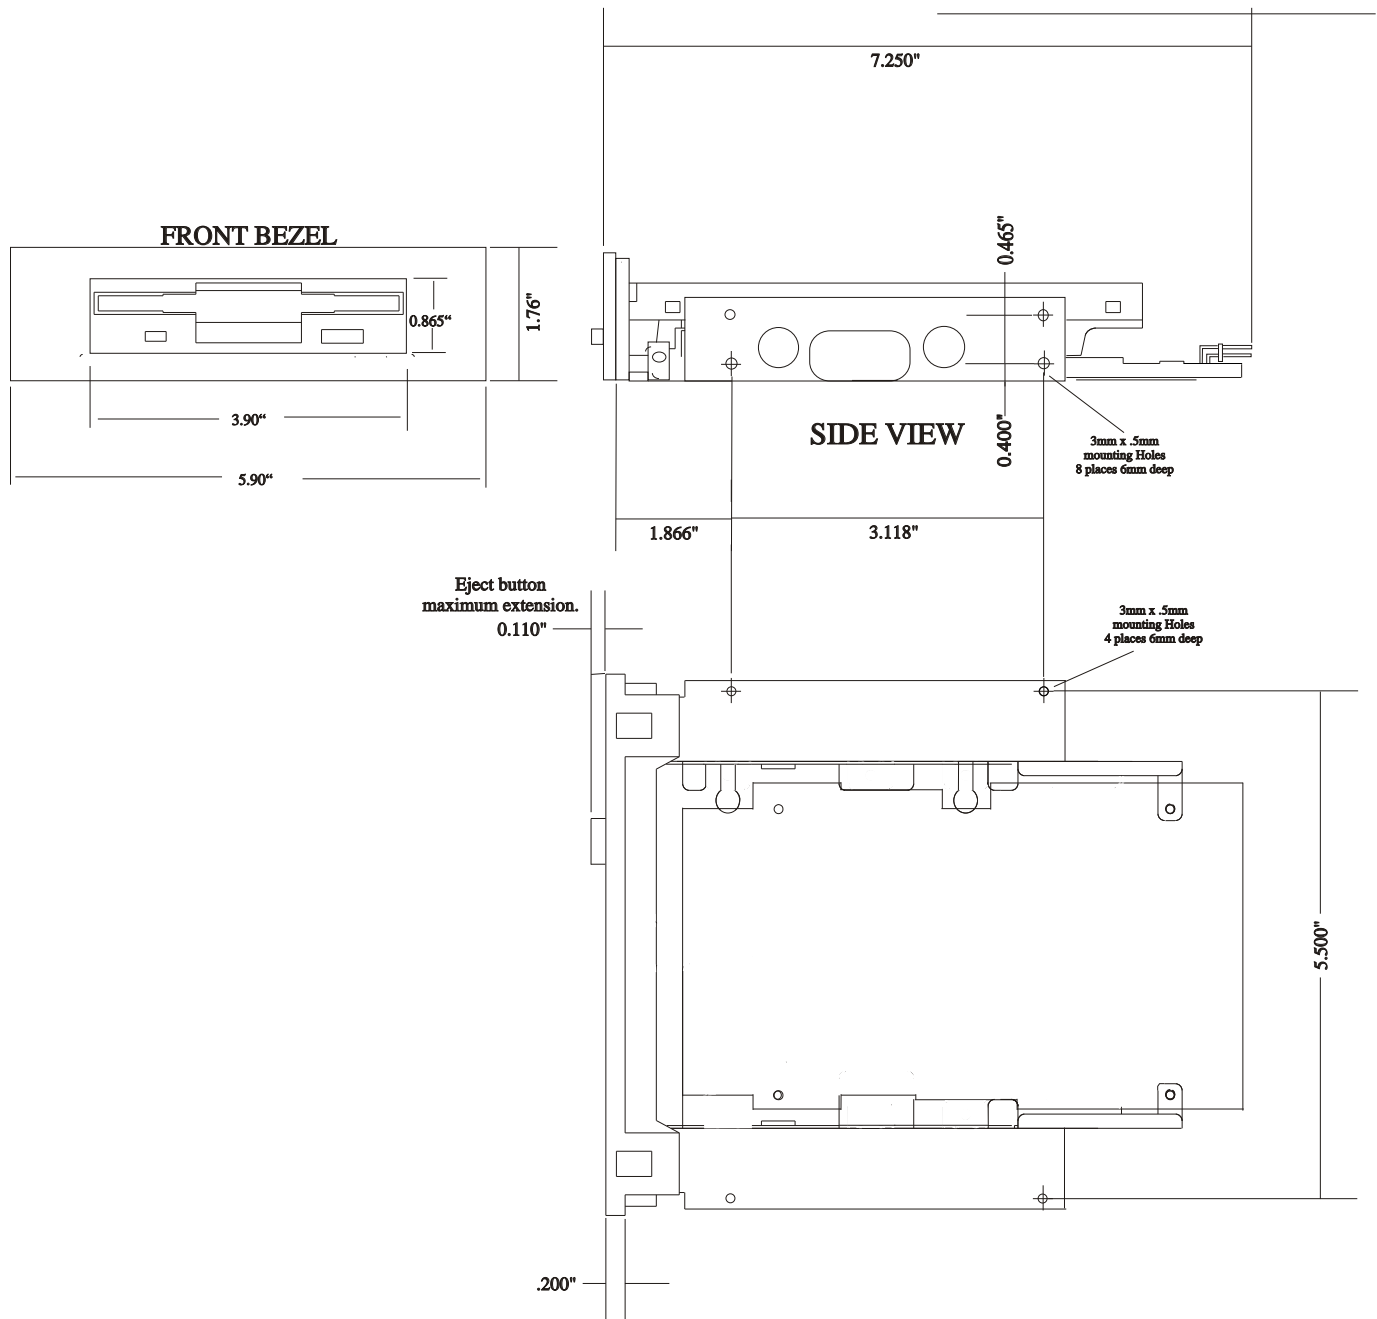 7.250"
FRONT BEZEL
0.465"
1.76"
0.865“
3.90“
5.90“
SIDE VIEW
0.400"
3mm x .5mm
mounting Holes
8 places 6mm deep
1.866"
3.118"
Eject button
maximum extension.
0.110"
3mm x .5mm
mounting Holes
4 places 6mm deep
5.500"
.200"